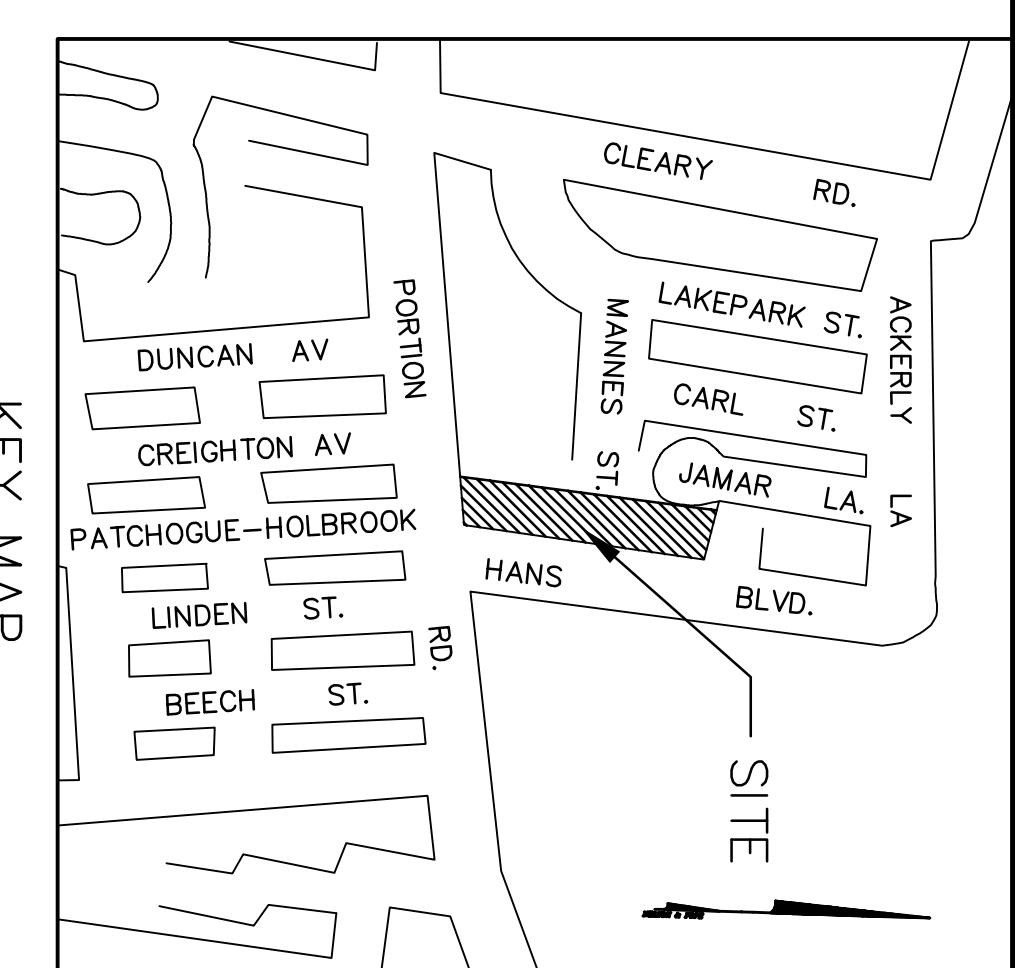 CLEARY RD.
LAKEPARK ST.
ACKERLY LA
MANNES ST.
CARL ST.
JAMAR LA.
PORTION RD.
DUNCAN AV
CREIGHTON AV
PATCHOGUE-HOLBROOK
HANS BLVD.
LINDEN ST.
BEECH ST.
SITE
KEY MAP